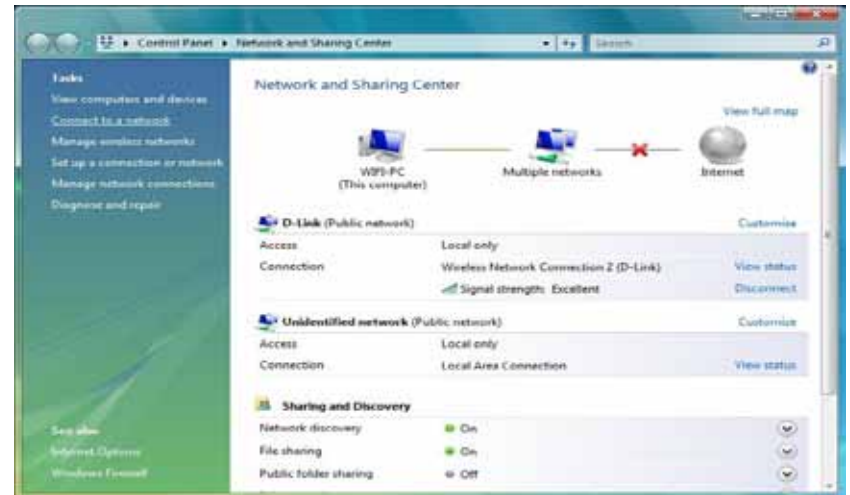 Control Panel ▸ Network and Sharing Center
Search
Tasks
View computers and devices
Connect to a network
Manage wireless networks
Set up a connection or network
Manage network connections
Diagnose and repair
See also
Internet Options
Windows Firewall
Network and Sharing Center
View full map
WIFI-PC
(This computer)
Multiple networks
Internet
D-Link (Public network)
Customize
Access
Local only
Connection
Wireless Network Connection 2 (D-Link)
View status
Signal strength: Excellent
Disconnect
Unidentified network (Public network)
Customize
Access
Local only
Connection
Local Area Connection
View status
Sharing and Discovery
Network discovery
On
File sharing
On
Public folder sharing
Off